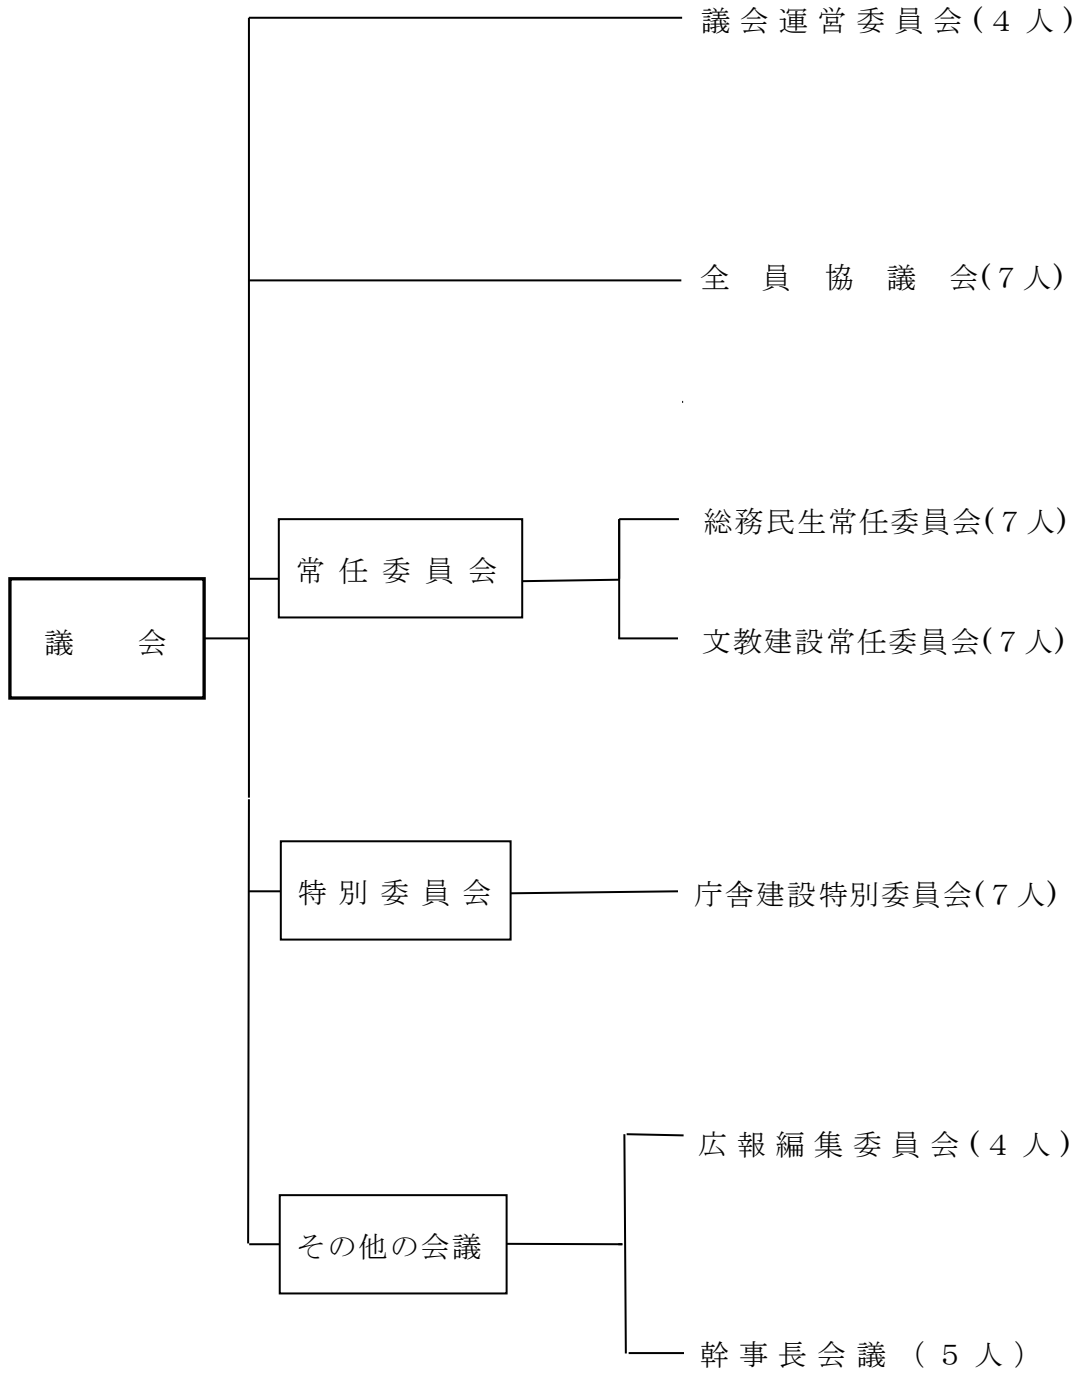 議会運営委員会(４人)
全員協議会(７人)
総務民生常任委員会(７人)
常任委員会
議会
文教建設常任委員会(７人)
特別委員会
庁舎建設特別委員会(７人)
広報編集委員会(４人)
その他の会議
幹事長会議（５人）